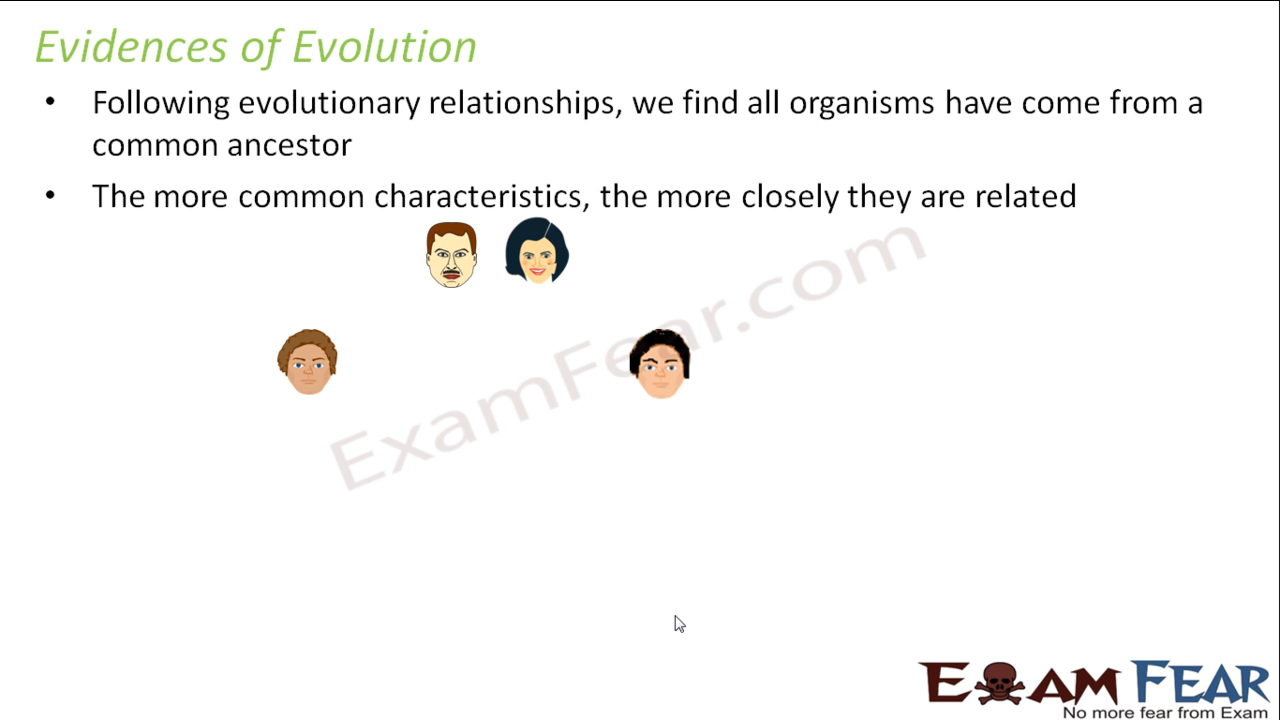 Evidences of Evolution
• Following evolutionary relationships, we find all organisms have come from a
common ancestor
• The more common characteristics, the more closely they are related
ExamFear.com
EXAM FEAR
No more fear from Exam